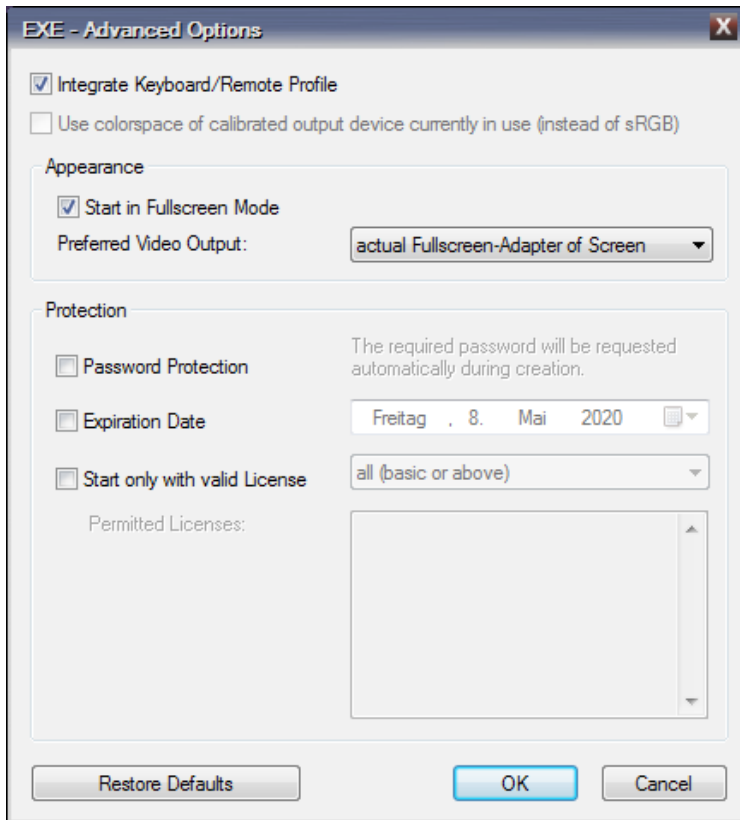 EXE - Advanced Options
Integrate Keyboard/Remote Profile
Use colorspace of calibrated output device currently in use (instead of sRGB)
Appearance
Start in Fullscreen Mode
Preferred Video Output:
actual Fullscreen-Adapter of Screen
Protection
Password Protection
The required password will be requested
automatically during creation.
Expiration Date
Freitag , 8. Mai 2020
Start only with valid License
all (basic or above)
Permitted Licenses:
Restore Defaults
OK
Cancel